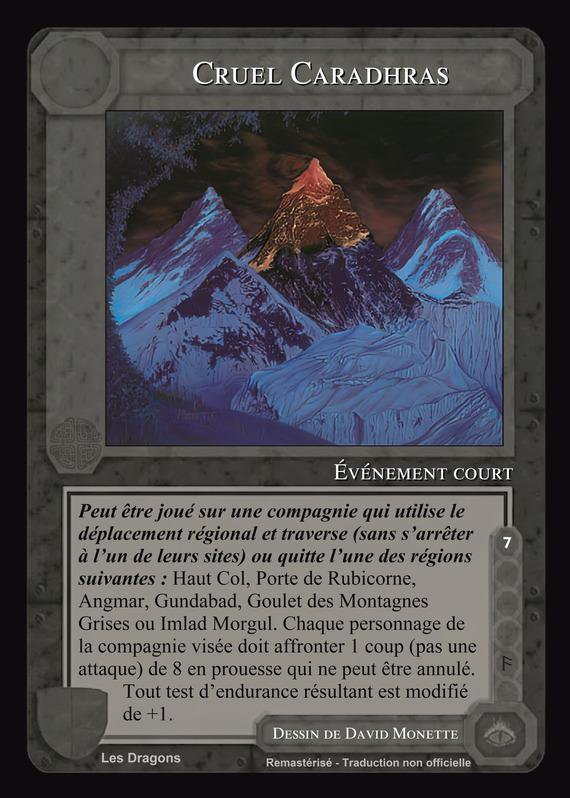 CRUEL CARADHRAS
ÉVÉNEMENT COURT
Peut être joué sur une compagnie qui utilise le
déplacement régional et traverse (sans s’arrêter
à l’un de leurs sites) ou quitte l’une des régions
suivantes : Haut Col, Porte de Rubicorne,
Angmar, Gundabad, Goulet des Montagnes
Grises ou Imlad Morgul. Chaque personnage de
la compagnie visée doit affronter 1 coup (pas une
attaque) de 8 en prouesse qui ne peut être annulé.
Tout test d’endurance résultant est modifié
de +1.
7
DESSIN DE DAVID MONETTE
Les Dragons
Remastérisé - Traduction non officielle